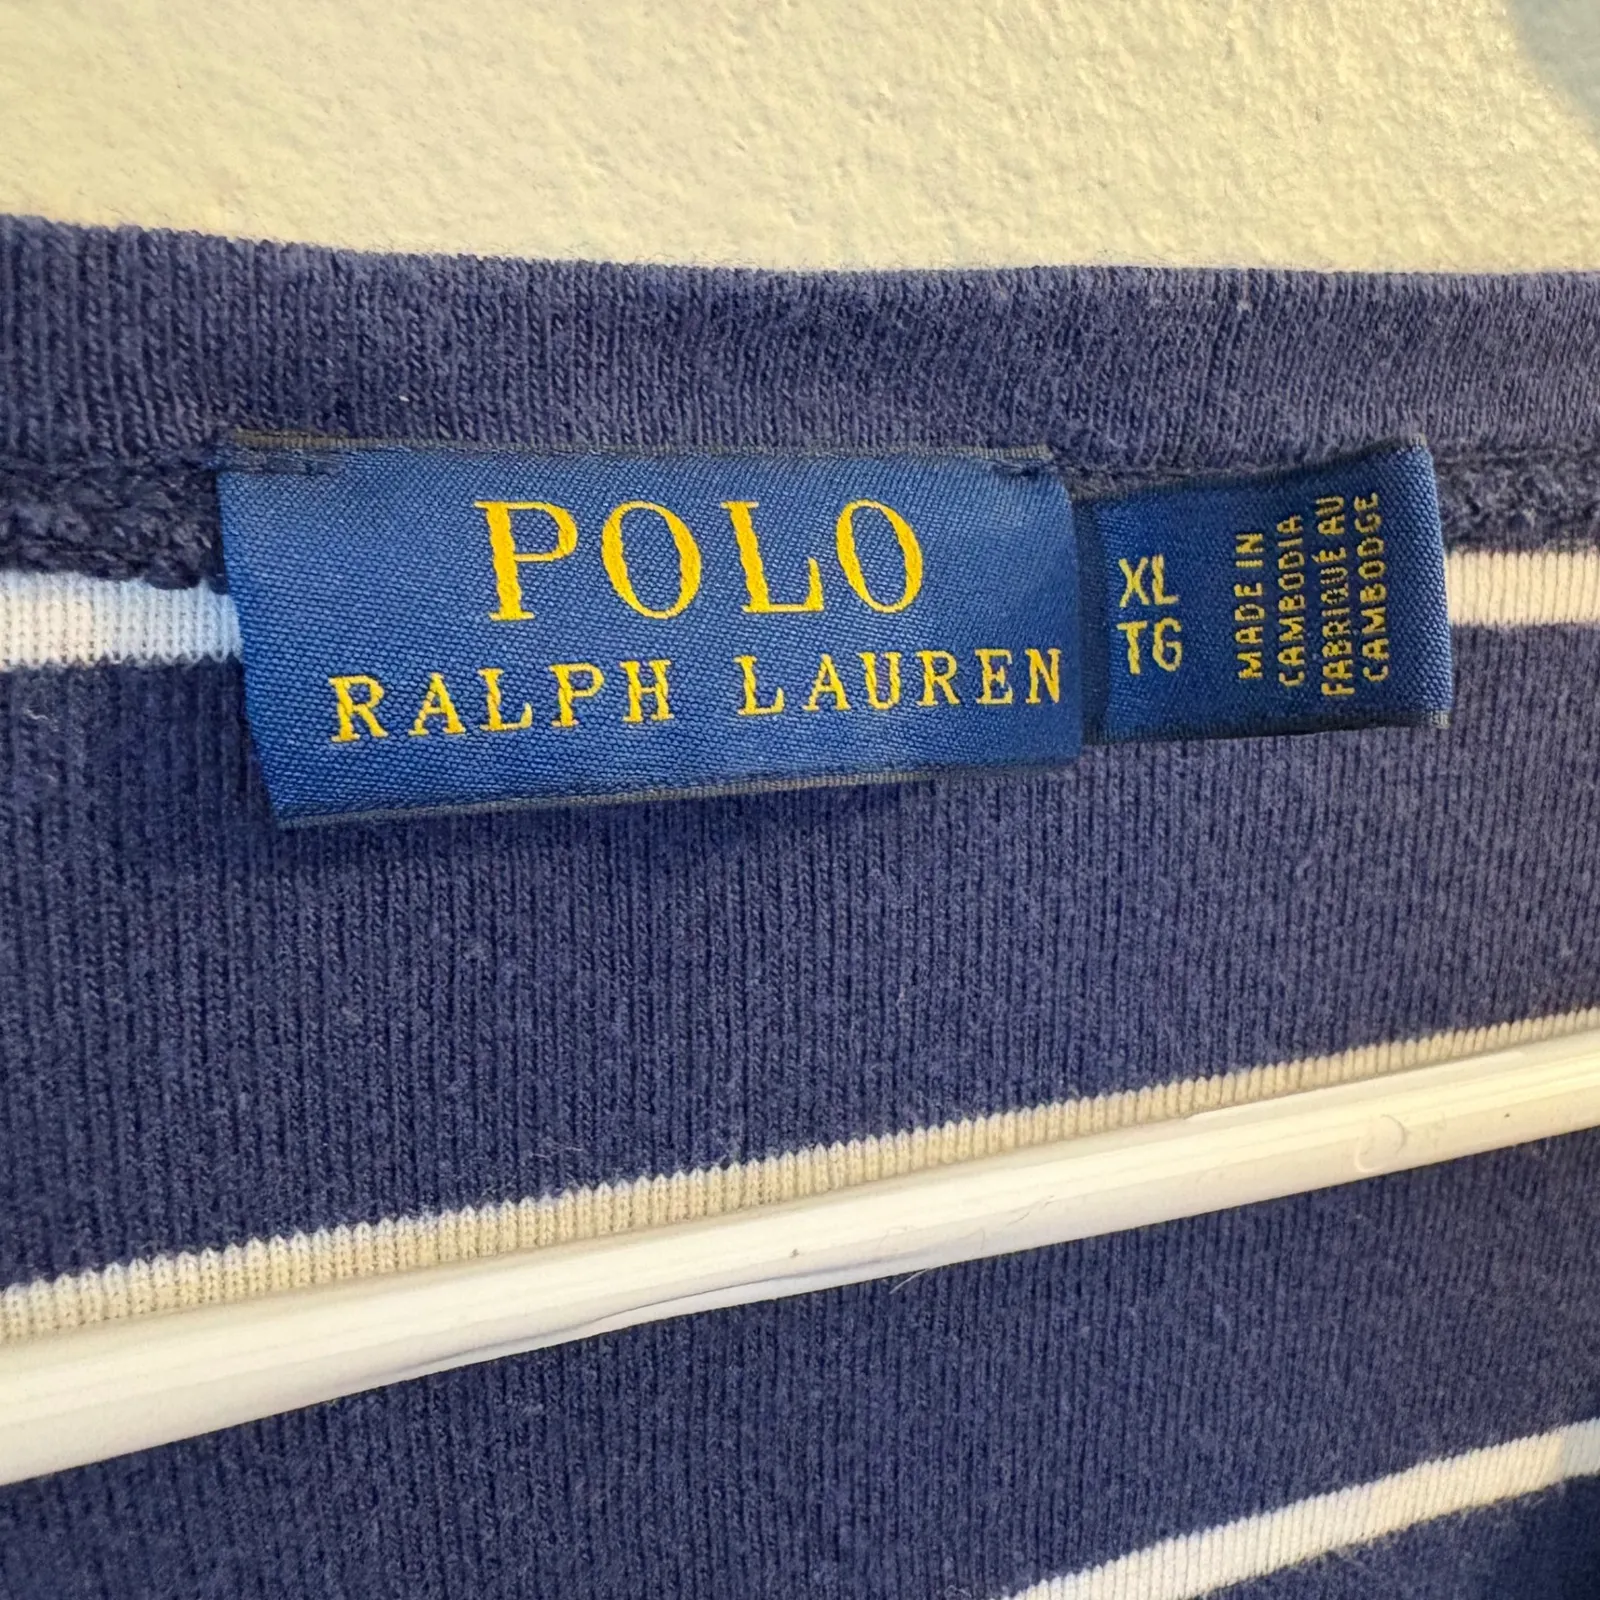 POLO
RALPH LAUREN
XL
TG
MADE IN
CAMBODIA
FABRIQUÉ AU
CAMBODGE